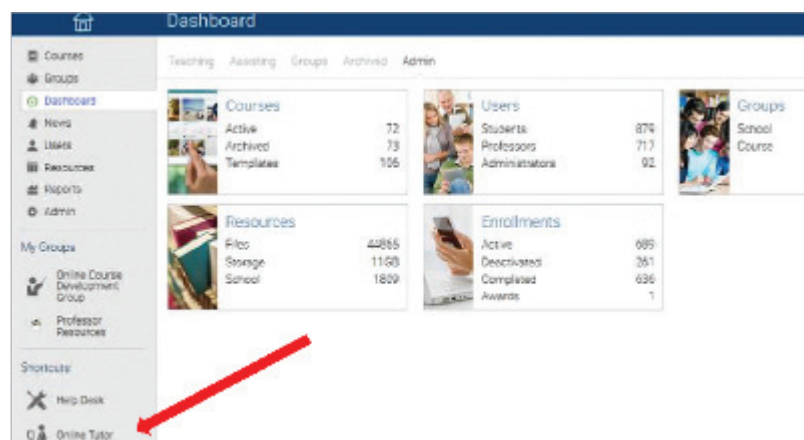 Dashboard
Courses
Groups
Dashboard
News
Users
Resources
Reports
Admin
My Groups
Online Course
Development
Group
Professor
Resources
Shortcuts
Help Desk
Online Tutor
Teaching Assisting Groups Archived Admin
Courses
Active 72
Archived 73
Templates 106
Users
Students 879
Professors 717
Administrators 92
Groups
School
Course
Resources
Files 44865
Storage 11GB
School 1809
Enrollments
Active 689
Deactivated 261
Completed 636
Awards 1